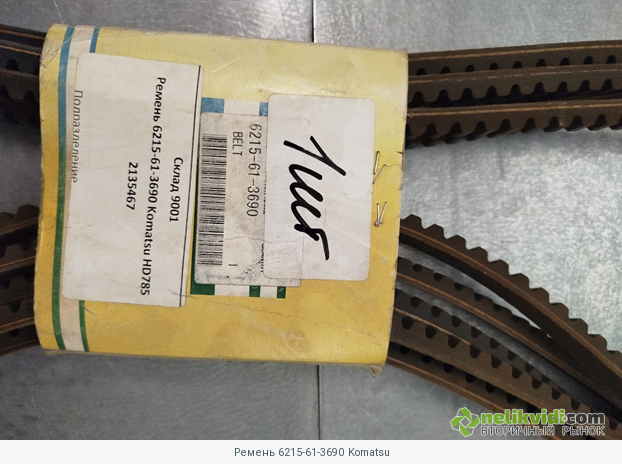 Подразделение
Склад 9001
Ремень 6215-61-3690 Komatsu HD785
2135467
6215-61-3690
BELT
1
1шт
nelikvidi.com
ВТОРИЧНЫЙ РЫНОК
Ремень 6215-61-3690 Komatsu